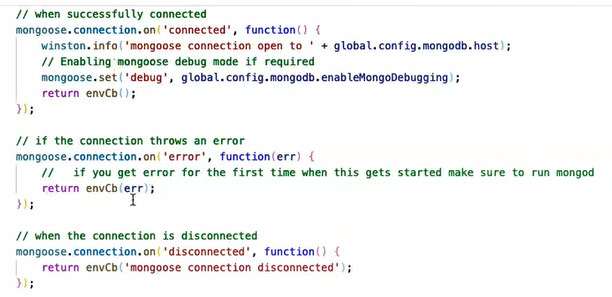 // when successfully connected
mongoose.connection.on('connected', function() {
    winston.info('mongoose connection open to ' + global.config.mongodb.host);
    // Enabling mongoose debug mode if required
    mongoose.set('debug', global.config.mongodb.enableMongoDebugging);
    return envCb();
});

// if the connection throws an error
mongoose.connection.on('error', function(err) {
    //   if you get error for the first time when this gets started make sure to run mongod
    return envCb(err);
});

// when the connection is disconnected
mongoose.connection.on('disconnected', function() {
    return envCb('mongoose connection disconnected');
});